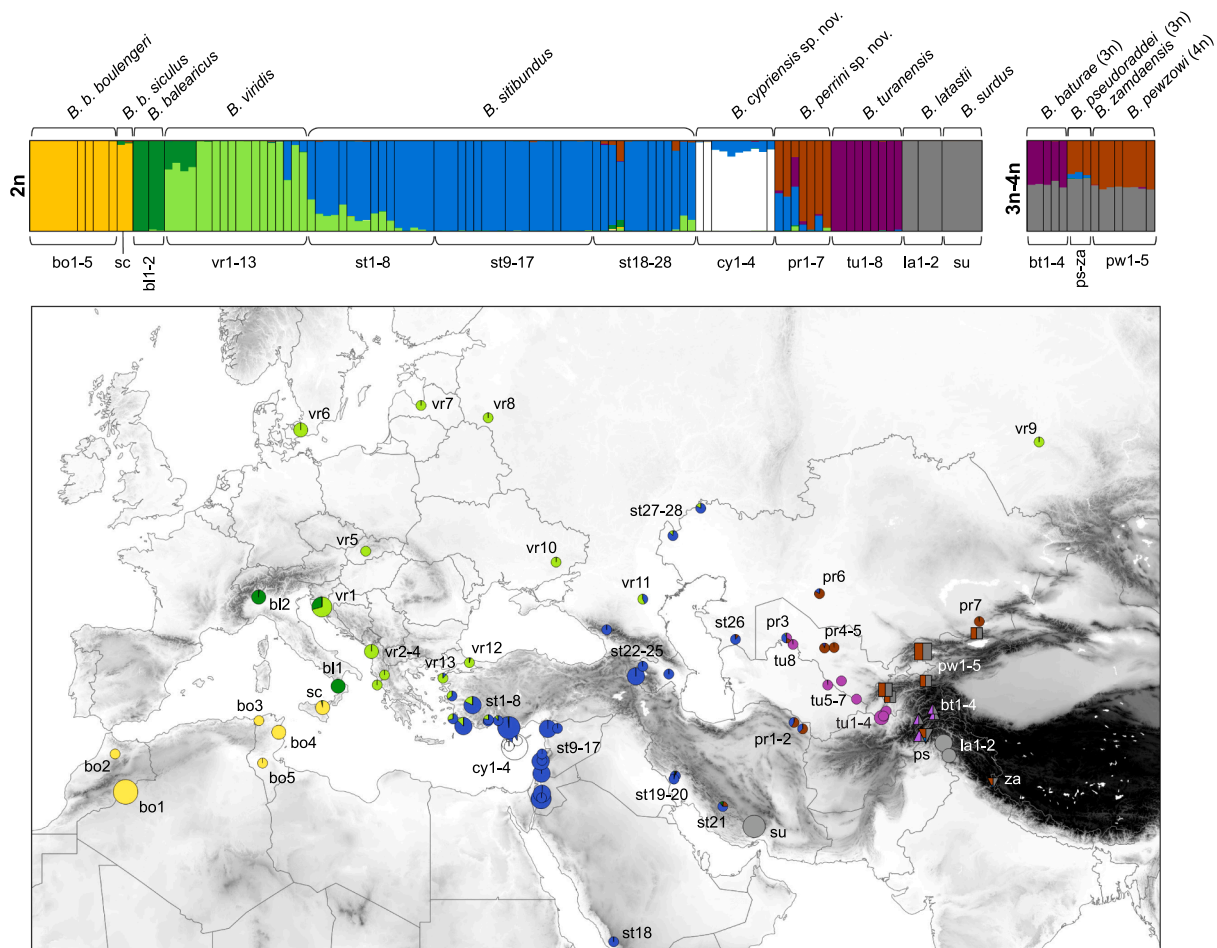 B. b. boulengeri
B. b. siculus
B. balearicus
B. viridis
B. sitibundus
B. cypriensis sp. nov.
B. perrini sp. nov.
B. turanensis
B. latastii
B. surdus
B. baturae (3n)
B. pseudoraddei (3n)
B. zamdaensis
B. pewzowi (4n)
2n
3n-4n
bo1-5
sc
bl1-2
vr1-13
st1-8
st9-17
st18-28
cy1-4
pr1-7
tu1-8
la1-2
su
bt1-4
ps-za
pw1-5
vr6
vr7
vr8
vr9
st27-28
vr5
vr10
bl2
vr1
vr11
pr6
pr7
st26
pr3
pr4-5
tu8
vr2-4
vr12
vr13
st22-25
pw1-5
bl1
sc
st1-8
tu5-7
bt1-4
bo3
bo4
tu1-4
bo2
bo5
cy1-4
st9-17
pr1-2
ps
la1-2
bo1
st19-20
za
st21
su
st18